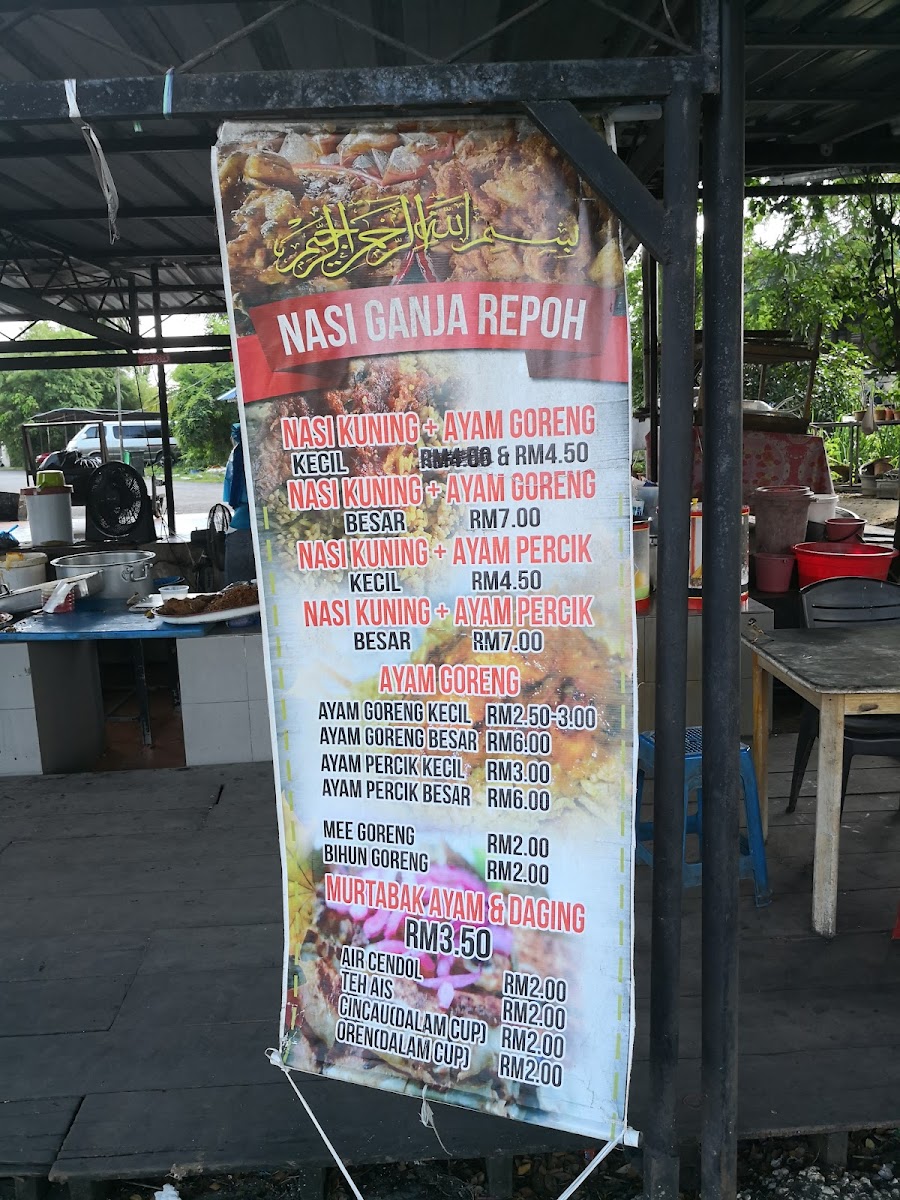 بسم الله الرحمن الرحيم
NASI GANJA REPOH
NASI KUNING + AYAM GORENG
KECIL RM4.00 & RM4.50
NASI KUNING + AYAM GORENG
BESAR RM7.00
NASI KUNING + AYAM PERCIK
KECIL RM4.50
NASI KUNING + AYAM PERCIK
BESAR RM7.00
AYAM GORENG
AYAM GORENG KECIL RM2.50-3.00
AYAM GORENG BESAR RM6.00
AYAM PERCIK KECIL RM3.00
AYAM PERCIK BESAR RM6.00
MEE GORENG RM2.00
BIHUN GORENG RM2.00
MURTABAK AYAM & DAGING
RM3.50
AIR CENDOL RM2.00
TEH AIS RM2.00
CINCAU(DALAM CUP) RM2.00
OREN(DALAM CUP) RM2.00